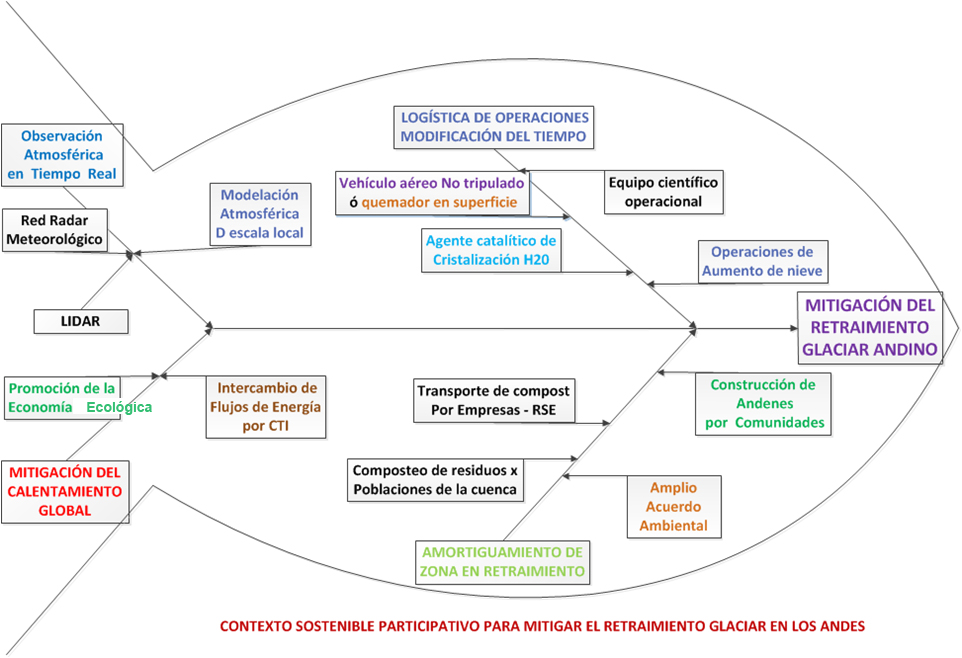 LOGÍSTICA DE OPERACIONES
MODIFICACIÓN DEL TIEMPO
Observación
Atmosférica
en Tiempo Real
Vehículo aéreo No tripulado
ó quemador en superficie
Equipo científico
operacional
Modelación
Atmosférica
D escala local
Red Radar
Meteorológico
Agente catalítico de
Cristalización H20
Operaciones de
Aumento de nieve
LIDAR
MITIGACIÓN DEL
RETRAIMIENTO
GLACIAR ANDINO
Promoción de la
Economía Ecológica
Intercambio de
Flujos de Energía
por CTI
Transporte de compost
Por Empresas - RSE
Construcción de
Andenes
por Comunidades
MITIGACIÓN DEL
CALENTAMIENTO
GLOBAL
Composteo de residuos x
Poblaciones de la cuenca
Amplio
Acuerdo
Ambiental
AMORTIGUAMIENTO DE
ZONA EN RETRAIMIENTO
CONTEXTO SOSTENIBLE PARTICIPATIVO PARA MITIGAR EL RETRAIMIENTO GLACIAR EN LOS ANDES